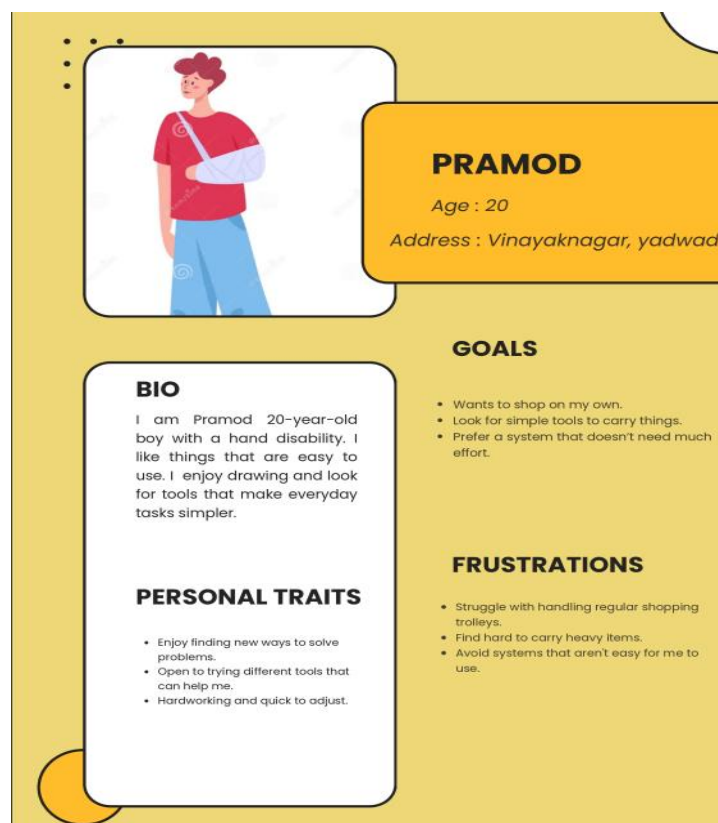 PRAMOD
Age : 20
Address : Vinayaknagar, yadwad
BIO
I am Pramod 20-year-old
boy with a hand disability. I
like things that are easy to
use. I enjoy drawing and look
for tools that make everyday
tasks simpler.
PERSONAL TRAITS
• Enjoy finding new ways to solve
problems.
• Open to trying different tools that
can help me.
• Hardworking and quick to adjust.
GOALS
• Wants to shop on my own.
• Look for simple tools to carry things.
• Prefer a system that doesn't need much
effort.
FRUSTRATIONS
• Struggle with handling regular shopping
trolleys.
• Find hard to carry heavy items.
• Avoid systems that aren't easy for me to
use.